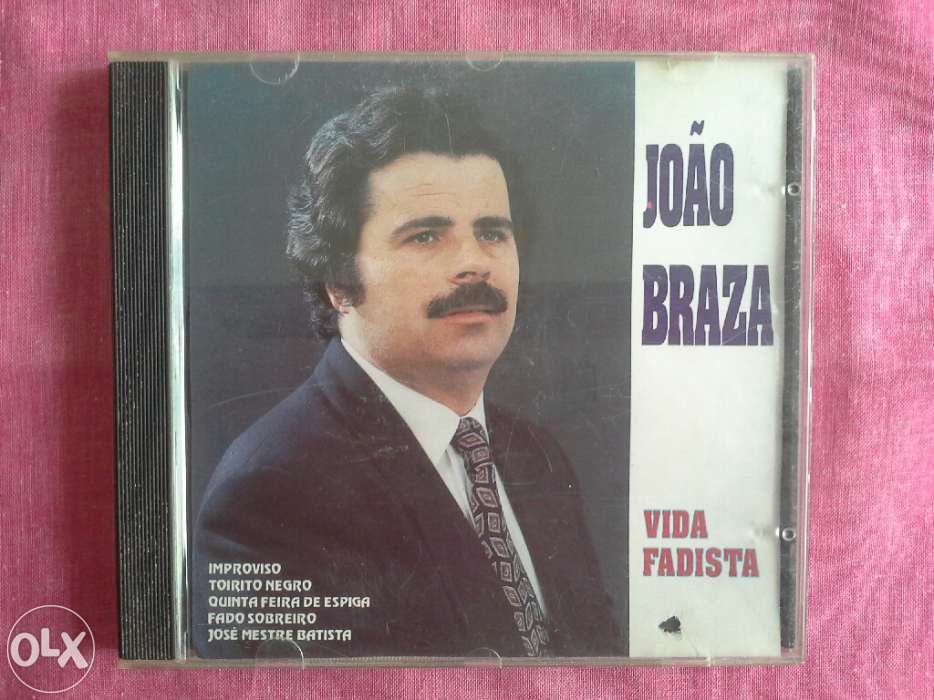 JOÃO
BRAZA
VIDA
FADISTA
IMPROVISO
TOIRITO NEGRO
QUINTA FEIRA DE ESPIGA
FADO SOBREIRO
JOSÉ MESTRE BATISTA
OLX